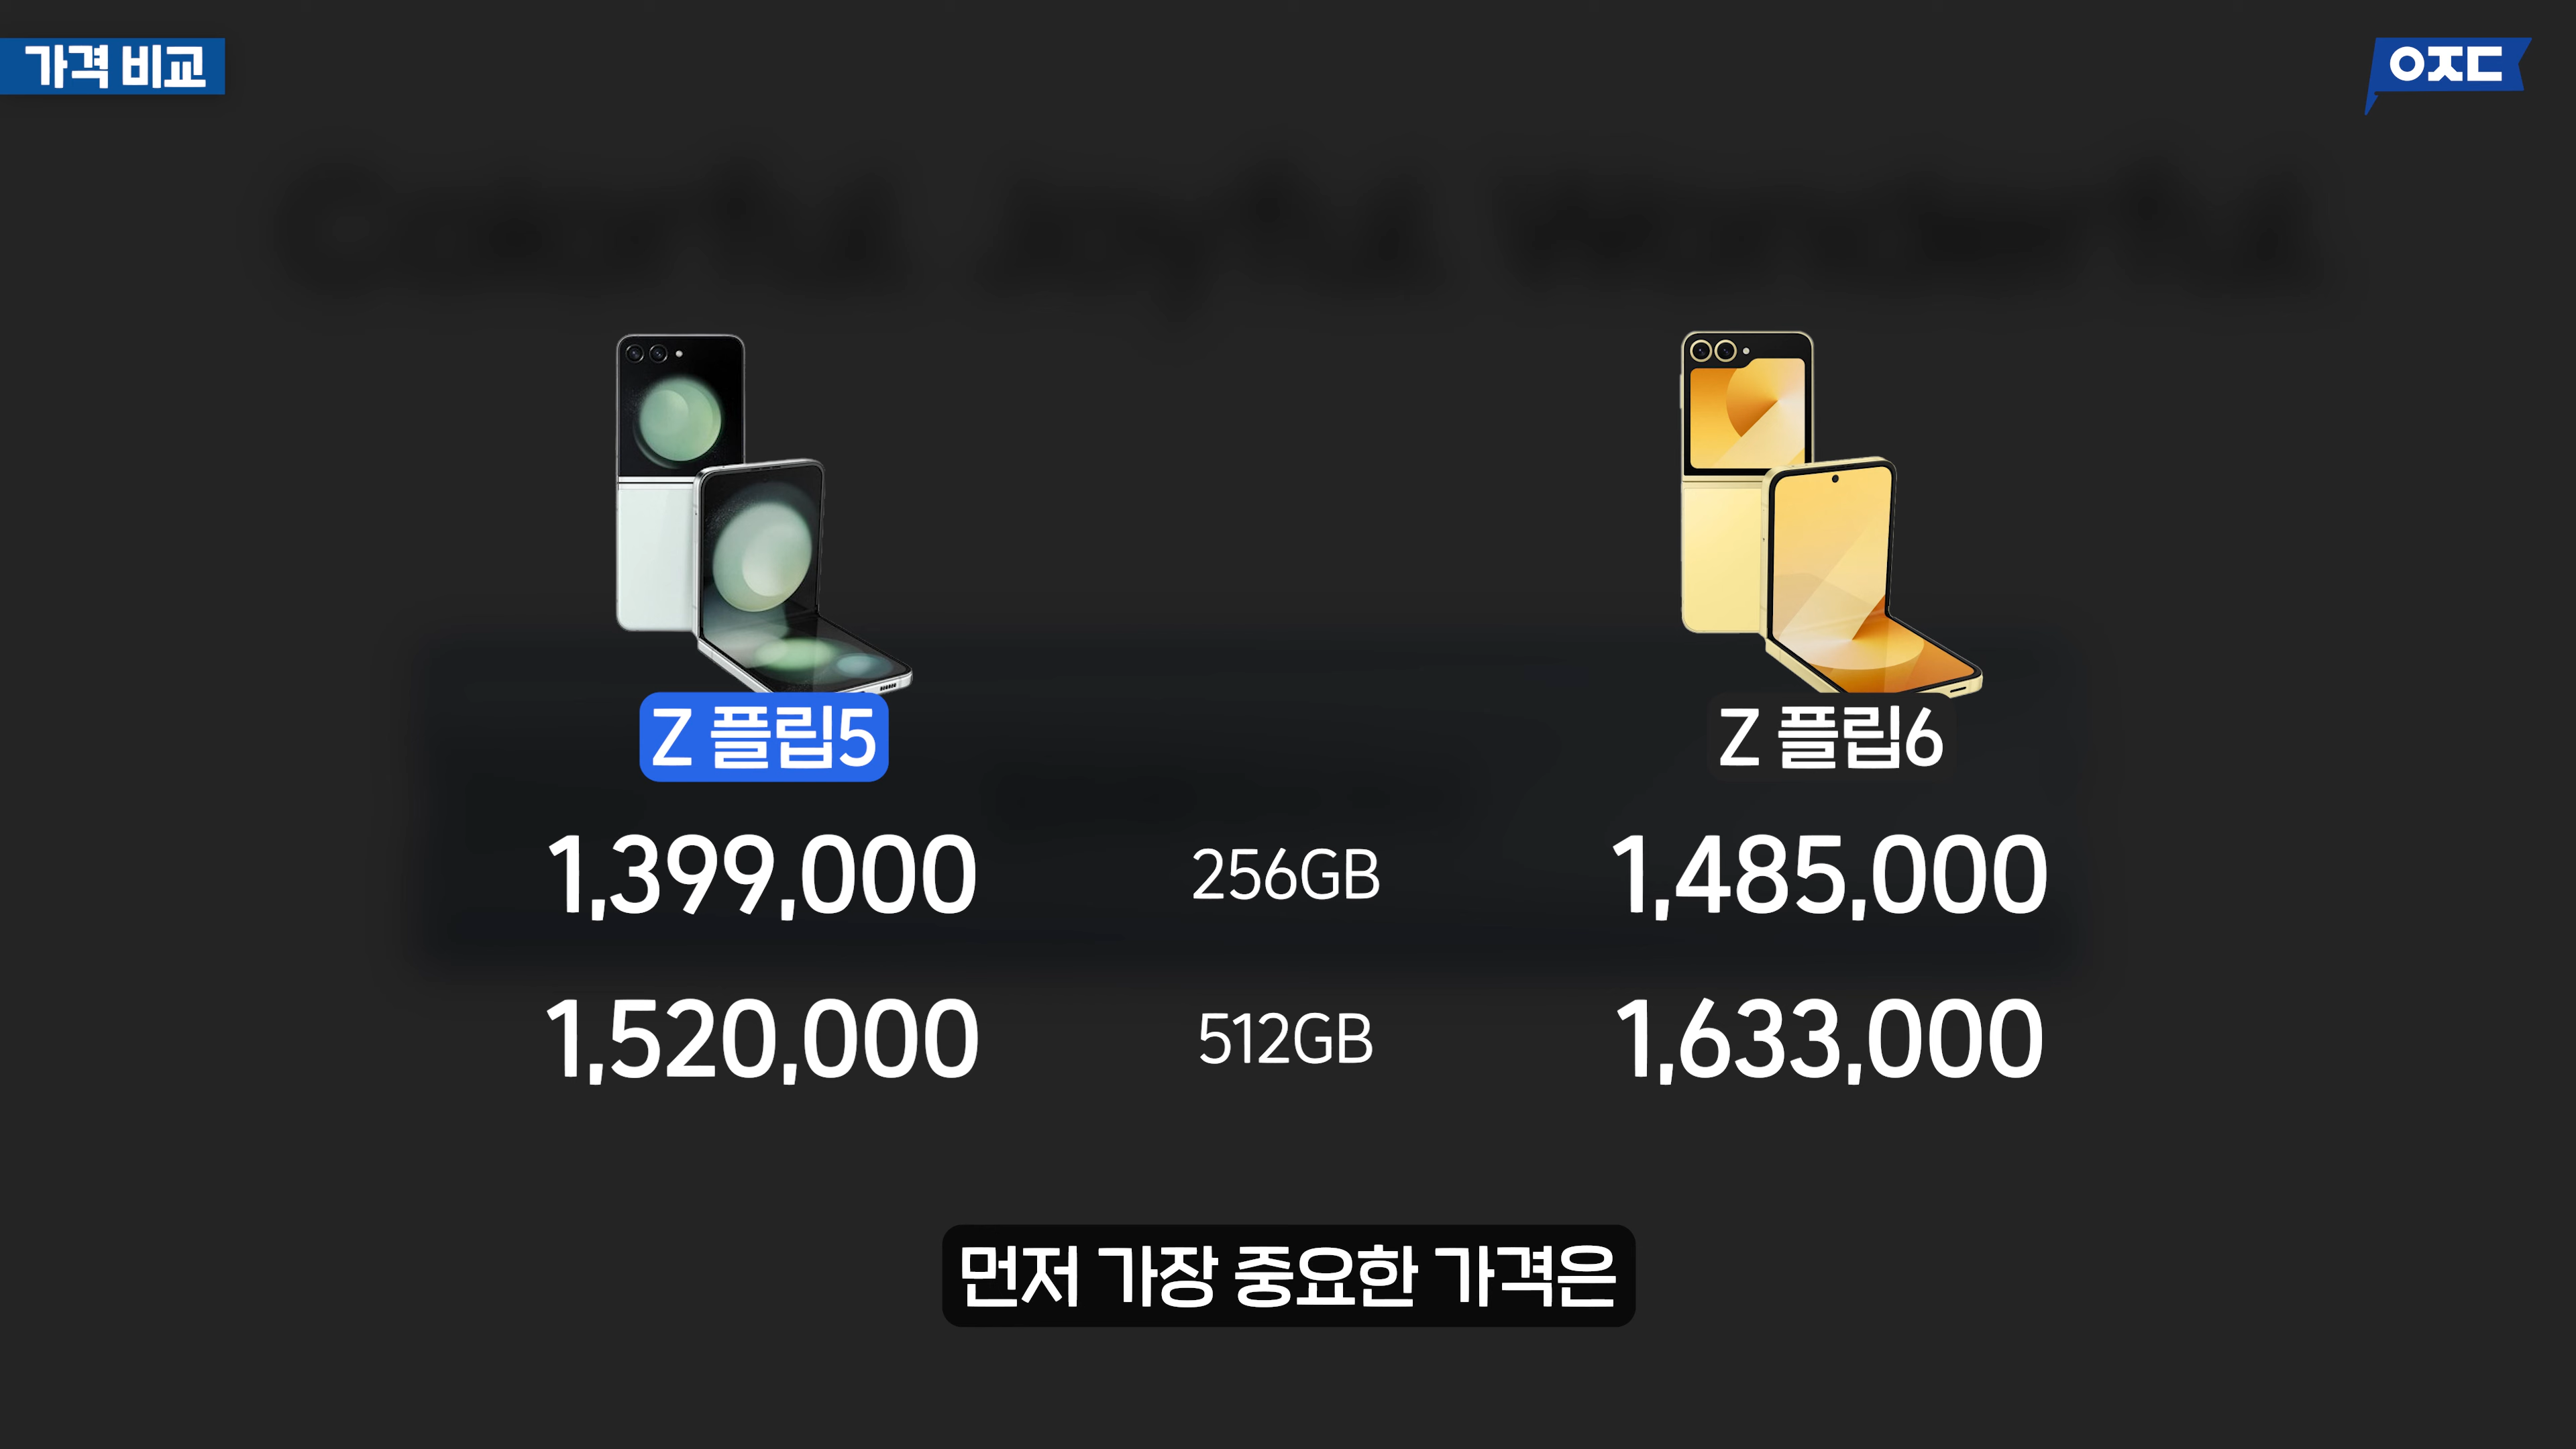 가격 비교
ㅇㅈㄷ
Z 플립5
Z 플립6
1,399,000
256GB
1,485,000
1,520,000
512GB
1,633,000
먼저 가장 중요한 가격은